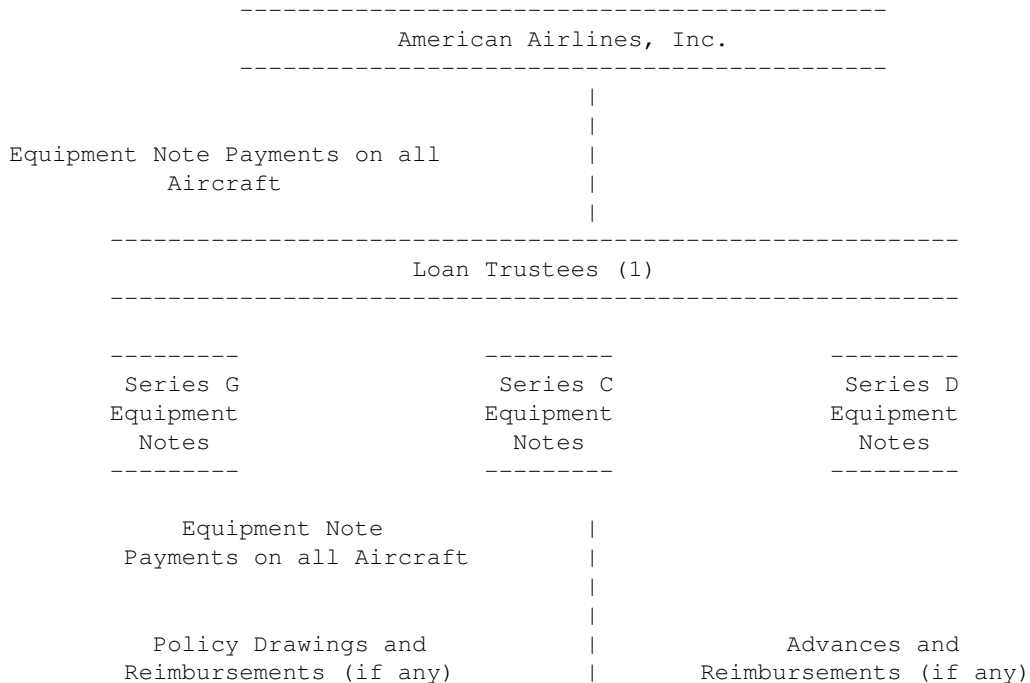 American Airlines, Inc.
Equipment Note Payments on all
Aircraft
Loan Trustees (1)
Series G Series C Series D
Equipment Equipment Equipment
Notes Notes Notes
Equipment Note
Payments on all Aircraft
Policy Drawings and Advances and
Reimbursements (if any) Reimbursements (if any)